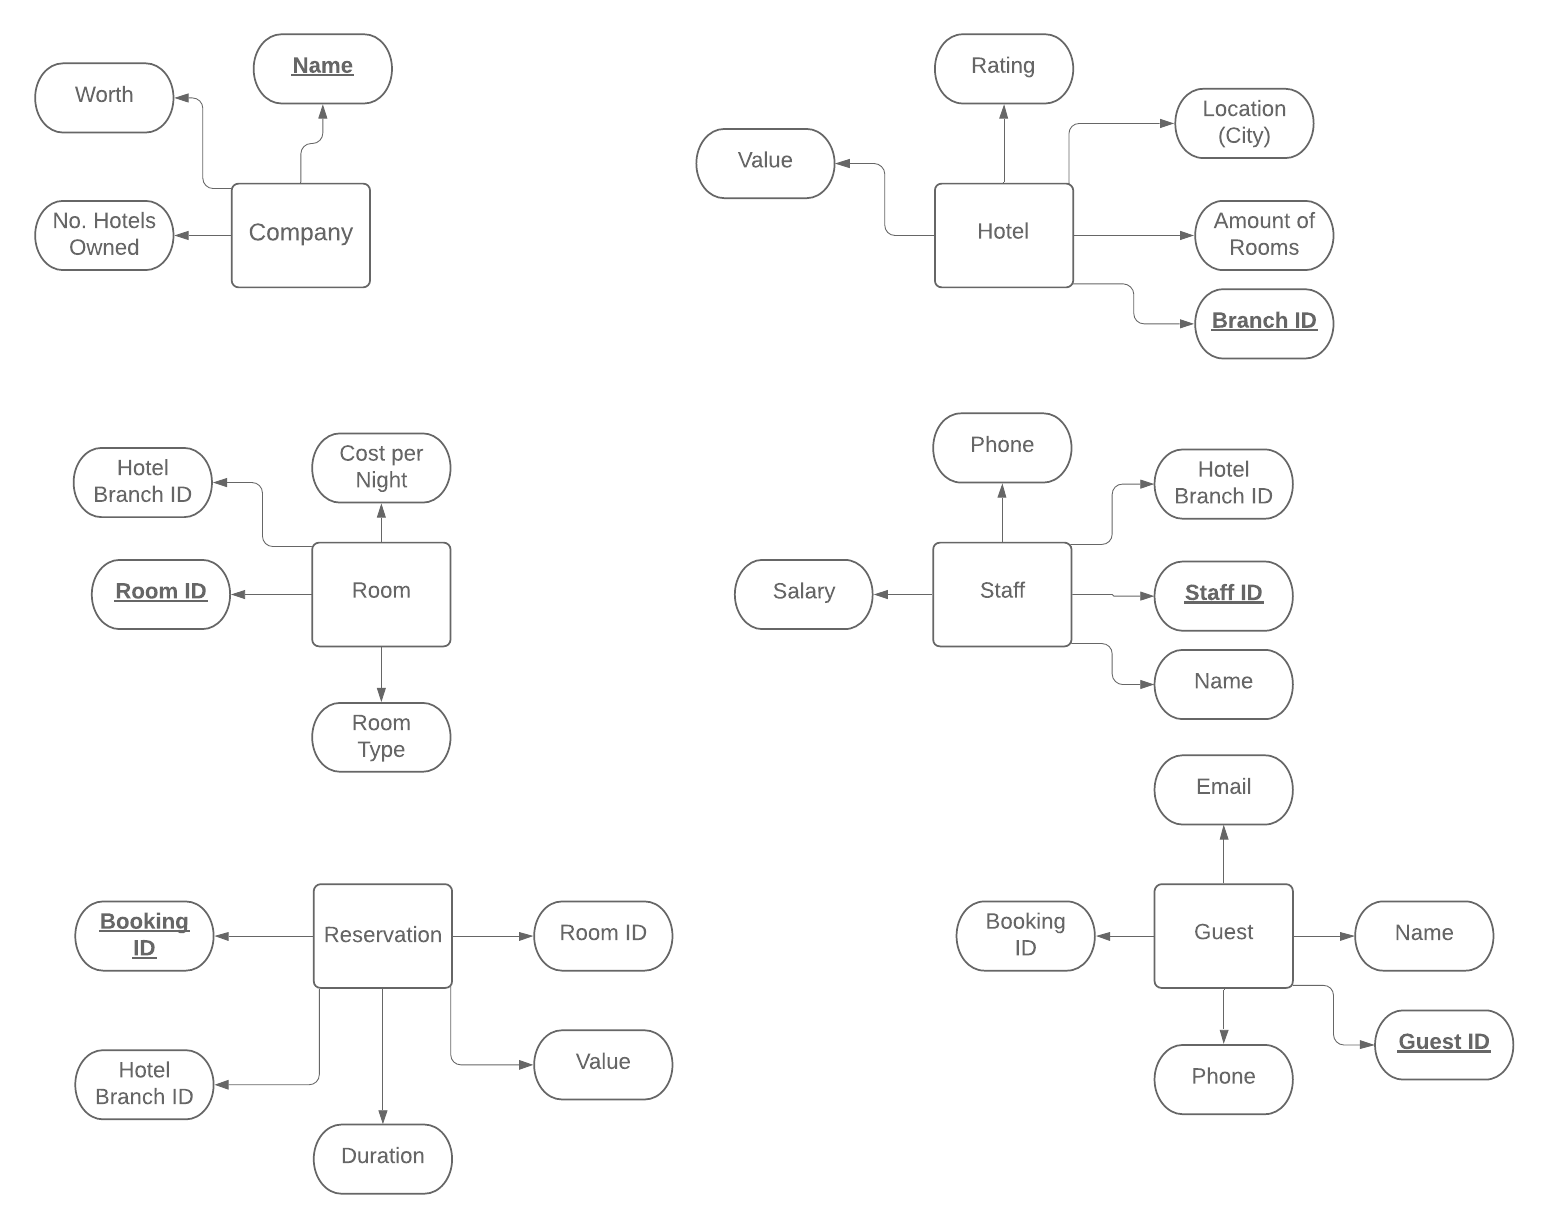 Name
Worth
No. Hotels
Owned
Company
Rating
Location
(City)
Value
Hotel
Amount of
Rooms
Branch ID
Hotel
Branch ID
Cost per
Night
Room ID
Room
Room
Type
Phone
Hotel
Branch ID
Salary
Staff
Staff ID
Name
Booking
ID
Reservation
Room ID
Hotel
Branch ID
Value
Duration
Email
Booking
ID
Guest
Name
Guest ID
Phone